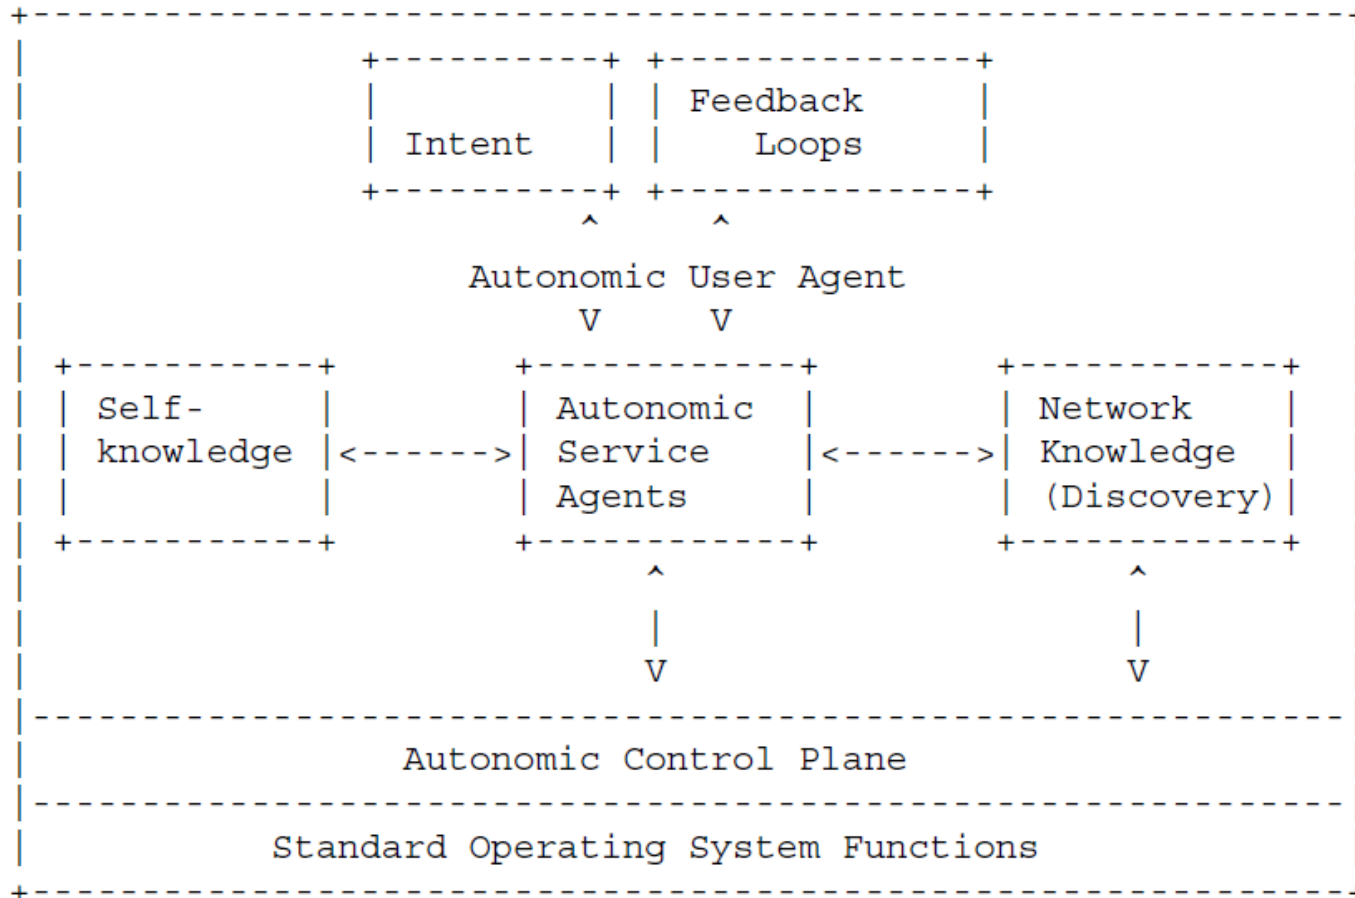 +------------------------------------------------------------
| +----------+ +--------------+
| | | | Feedback |
| | Intent | | Loops |
| +----------+ +--------------+
| ^ ^
| Autonomic User Agent
| V V
| +-----------+ +------------+ +------------+
| | Self- | | Autonomic | | Network |
| | knowledge |<------>| Service |<------>| Knowledge |
| | | | Agents | | (Discovery)|
| +-----------+ +------------+ +------------+
| ^ ^
| | |
| V V
|------------------------------------------------------------
| Autonomic Control Plane
|------------------------------------------------------------
| Standard Operating System Functions
+------------------------------------------------------------